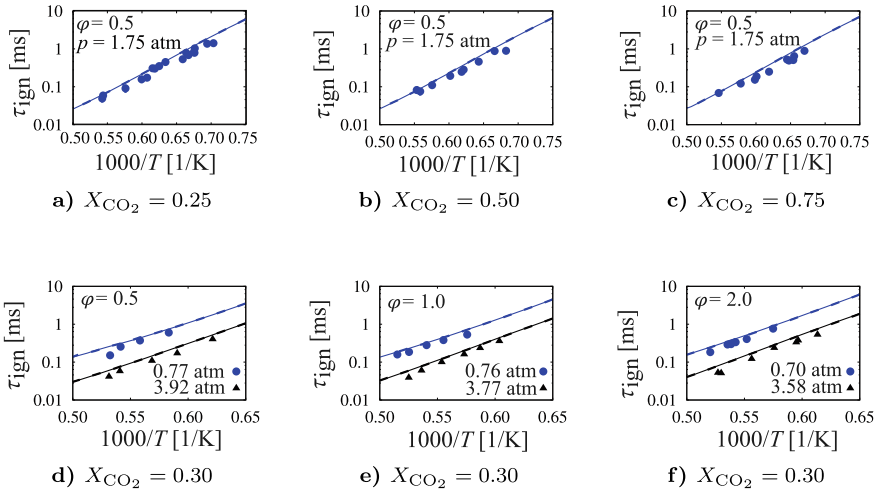 φ = 0.5
p = 1.75 atm
τign [ms]
10
1
0.1
0.01
0.50 0.55 0.60 0.65 0.70 0.75
1000/T [1/K]
a) XCO2 = 0.25
φ = 0.5
p = 1.75 atm
τign [ms]
10
1
0.1
0.01
0.50 0.55 0.60 0.65 0.70 0.75
1000/T [1/K]
b) XCO2 = 0.50
φ = 0.5
p = 1.75 atm
τign [ms]
10
1
0.1
0.01
0.50 0.55 0.60 0.65 0.70 0.75
1000/T [1/K]
c) XCO2 = 0.75
φ = 0.5
τign [ms]
10
1
0.1
0.01
0.77 atm
3.92 atm
0.50 0.55 0.60 0.65
1000/T [1/K]
d) XCO2 = 0.30
φ = 1.0
τign [ms]
10
1
0.1
0.01
0.76 atm
3.77 atm
0.50 0.55 0.60 0.65
1000/T [1/K]
e) XCO2 = 0.30
φ = 2.0
τign [ms]
10
1
0.1
0.01
0.70 atm
3.58 atm
0.50 0.55 0.60 0.65
1000/T [1/K]
f) XCO2 = 0.30